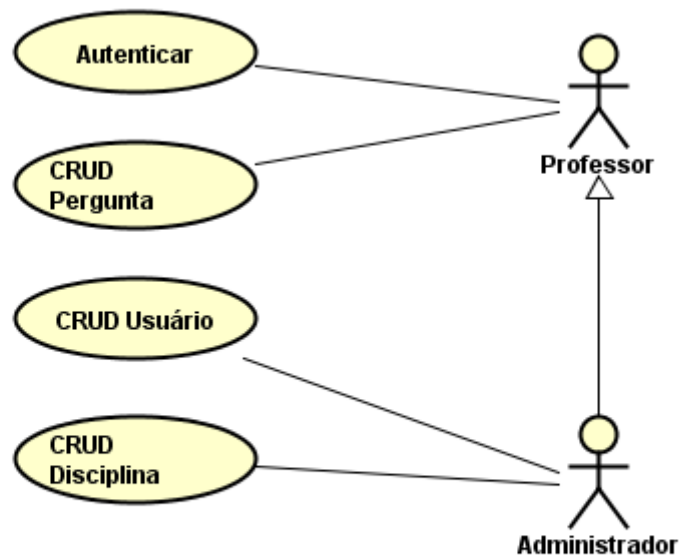 Autenticar
CRUD
Pergunta
Professor
CRUD Usuário
CRUD
Disciplina
Administrador